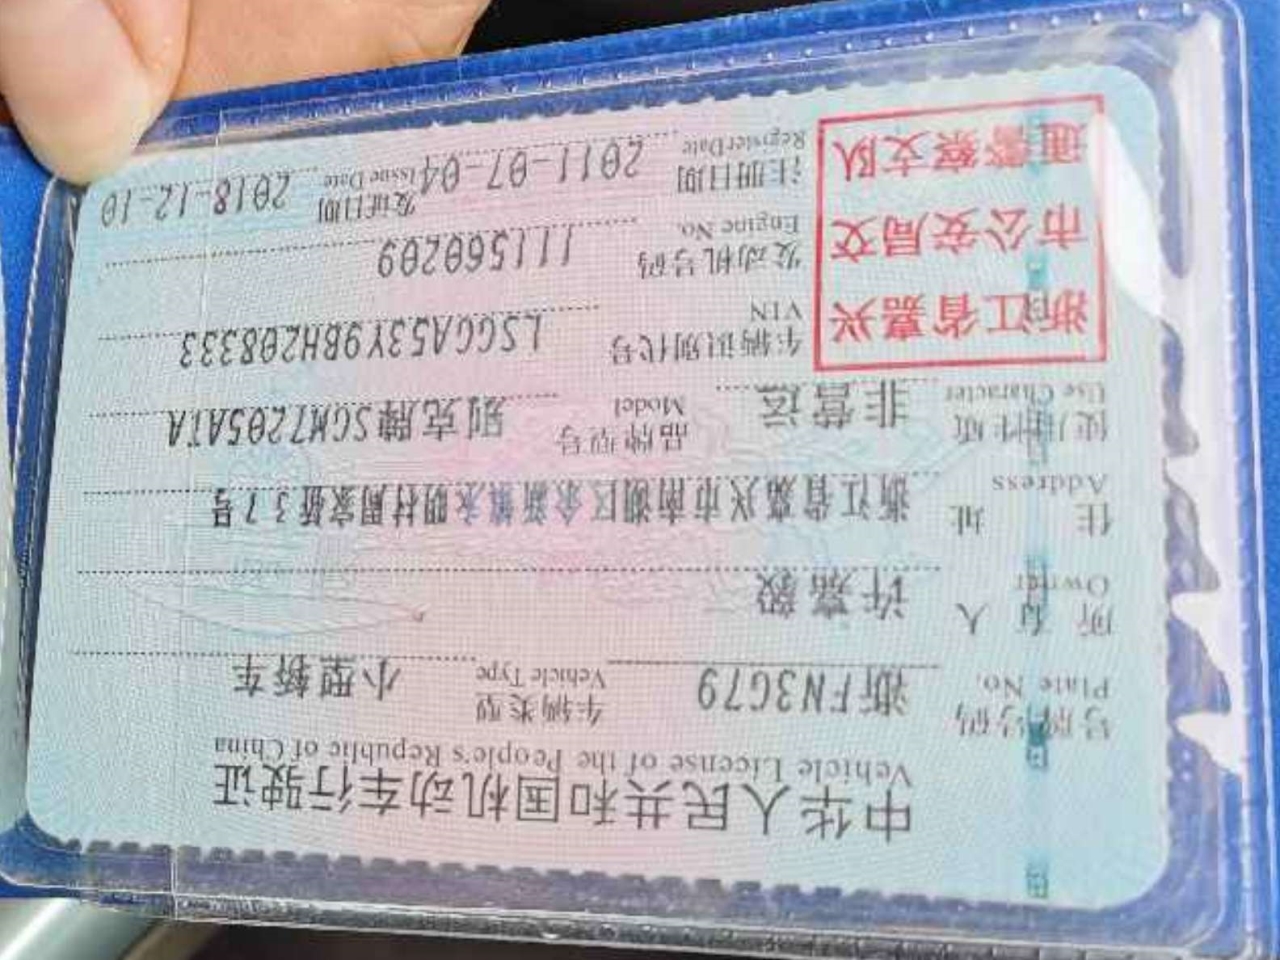 中华人民共和国机动车行驶证
Vehicle License of the People's Republic of China
号牌号码 浙FN3G79 车辆类型 小型轿车
Plate No. Vehicle Type
所有人 许嘉毅
Owner
住址 浙江省嘉兴市南湖区余新镇永明村周家桥37号
Address
使用性质 非营运 品牌型号 别克牌SGM7205ATA
Use Character Model
浙江省嘉兴
市公安局交
通警察支队
车辆识别代号 LSGGA53Y9BH208333
VIN
发动机号码 111560209
Engine No.
注册日期 2011-07-04 发证日期 2018-12-10
Register Date Issue Date